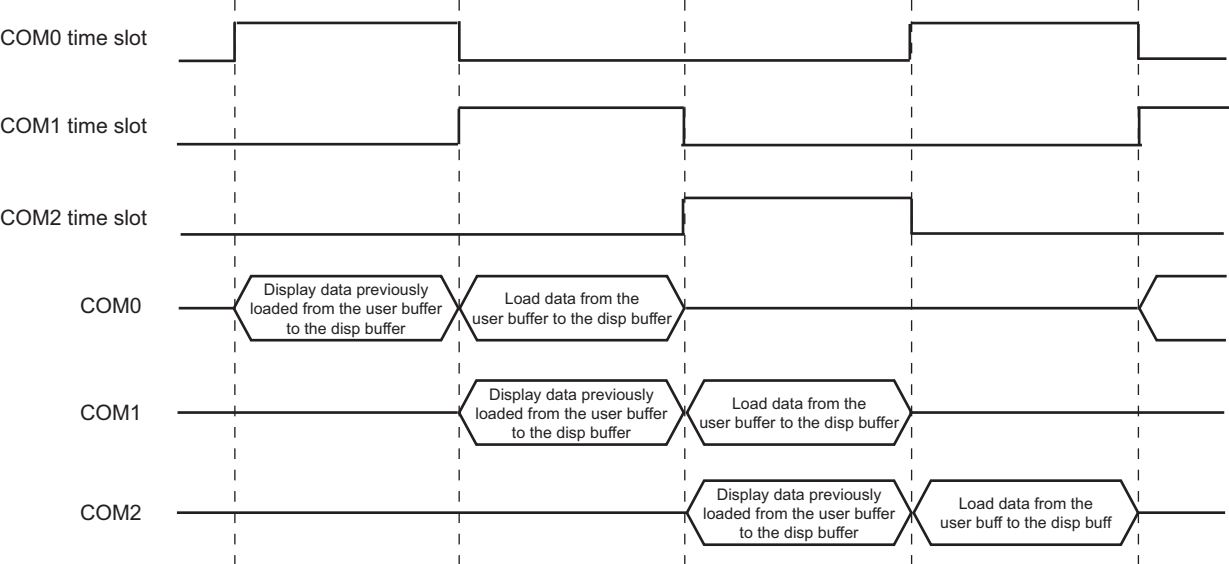 COM0 time slot
COM1 time slot
COM2 time slot
COM0
Display data previously
loaded from the user buffer
to the disp buffer
Load data from the
user buffer to the disp buffer
COM1
Display data previously
loaded from the user buffer
to the disp buffer
Load data from the
user buffer to the disp buffer
COM2
Display data previously
loaded from the user buffer
to the disp buffer
Load data from the
user buff to the disp buff